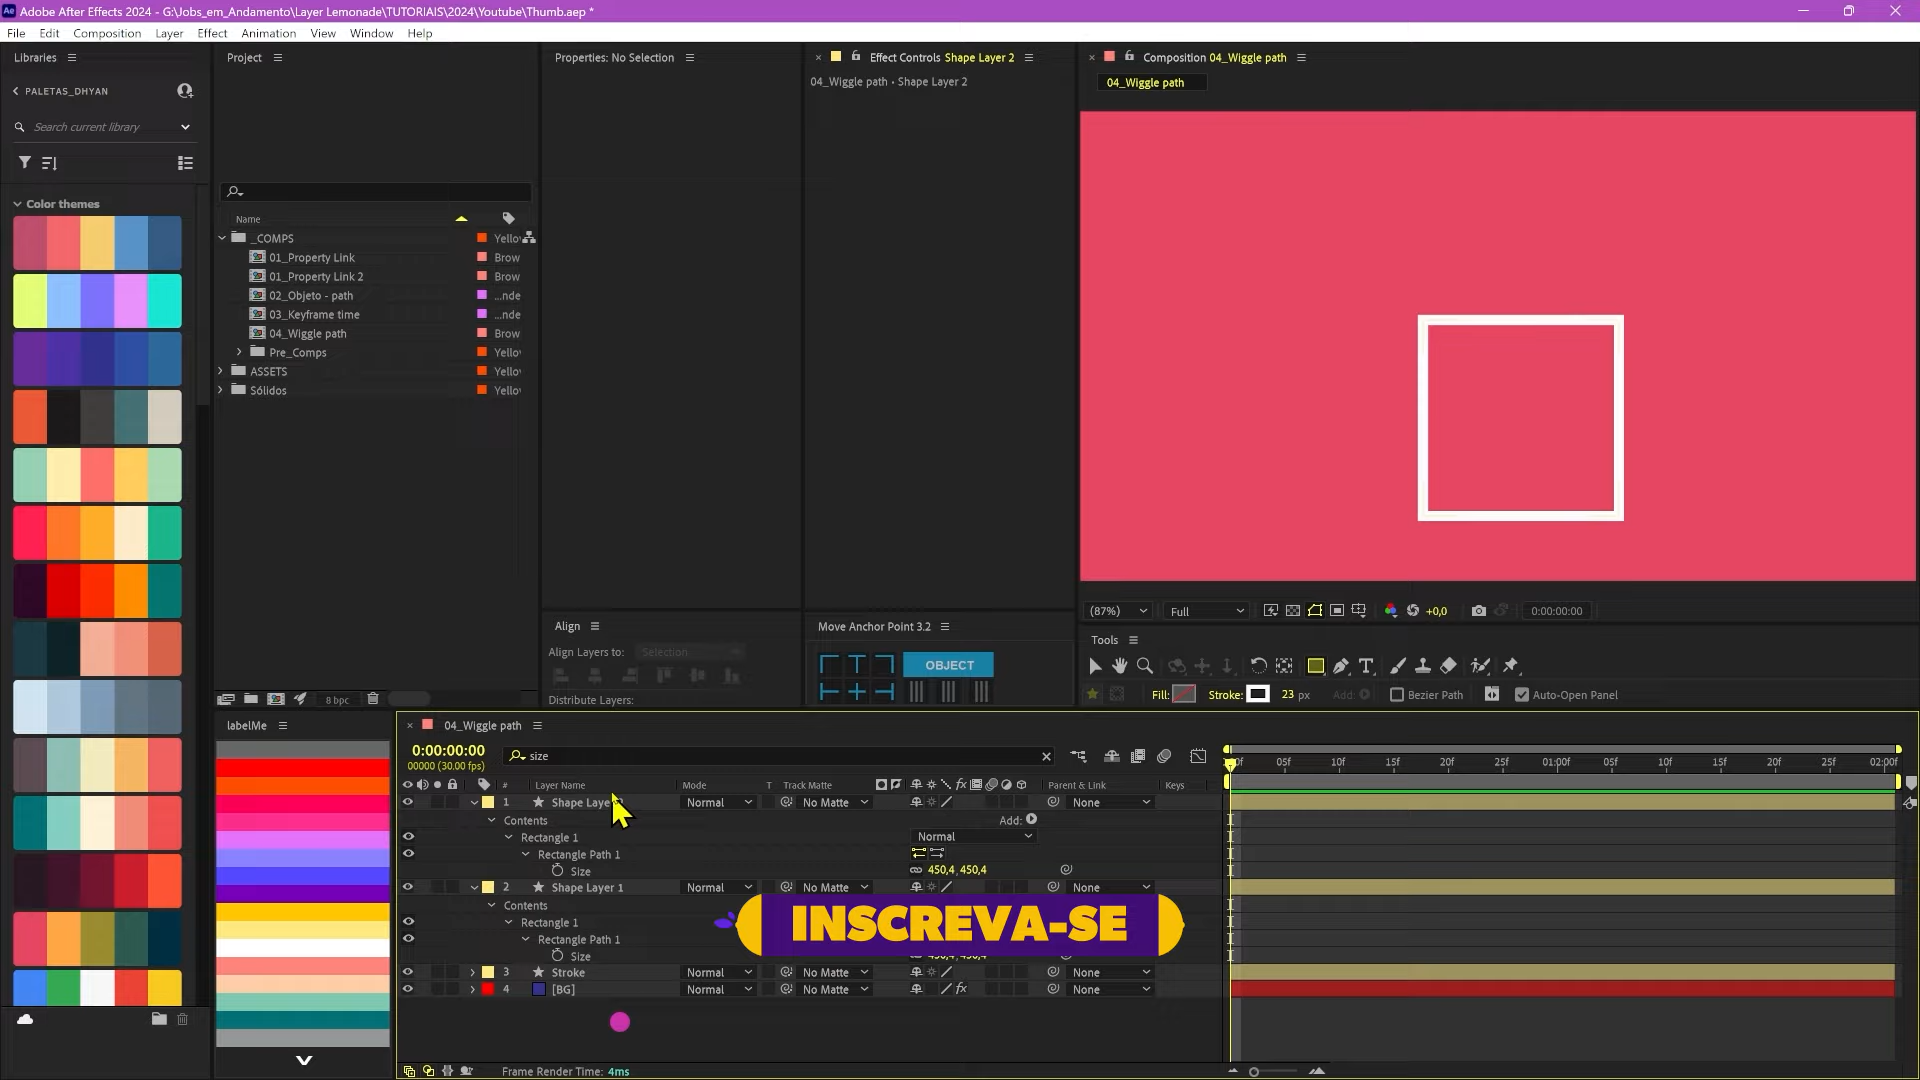 Adobe After Effects 2024 - G:\Jobs_em_Andamento\Layer Lemonade\TUTORIAIS\2024\Youtube\Thumb.aep *
File Edit Composition Layer Effect Animation View Window Help
Libraries
Project
Properties: No Selection
Effect Controls Shape Layer 2
Composition 04_Wiggle path
PALETAS_DHYAN
04_Wiggle path • Shape Layer 2
04_Wiggle path
Search current library
Color themes
Name
_COMPS Yello
01_Property Link Brow
01_Property Link 2 Brow
02_Objeto - path ...nde
03_Keyframe time ...nde
04_Wiggle path Brow
Pre_Comps Yello
ASSETS Yello
Sólidos Yello
(87%) Full +0,0 0:00:00:00
Align
Align Layers to: Selection
Distribute Layers:
Move Anchor Point 3.2
OBJECT
Tools
Fill: Stroke: 23 px Add: Bezier Path Auto-Open Panel
8 bpc
labelMe
04_Wiggle path
0:00:00:00
00000 (30.00 fps)
size
05f 10f 15f 20f 25f 01:00f 05f 10f 15f 20f 25f 02:00f
# Layer Name Mode T Track Matte Parent & Link Keys
1 Shape Laye Normal No Matte None
Contents Add:
Rectangle 1 Normal
Rectangle Path 1
Size 450,4 450,4
2 Shape Layer 1 Normal No Matte None
Contents
Rectangle 1
Rectangle Path 1
Size
INSCREVA-SE
3 Stroke Normal No Matte None
4 [BG] Normal No Matte None
Frame Render Time: 4ms